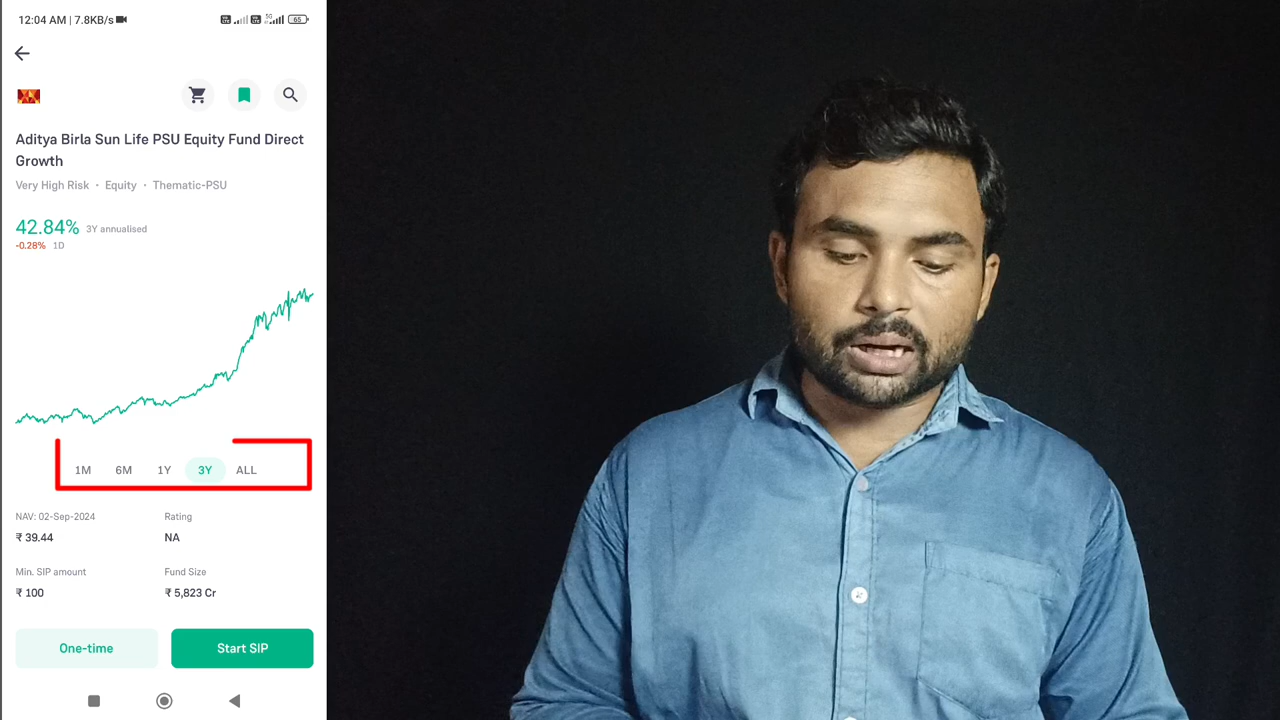 12:04 AM | 7.8KB/s
5G
65
Aditya Birla Sun Life PSU Equity Fund Direct
Growth
Very High Risk · Equity · Thematic-PSU
42.84% 3Y annualised
-0.28% 1D
1M 6M 1Y 3Y ALL
NAV: 02-Sep-2024 Rating
₹ 39.44 NA
Min. SIP amount Fund Size
₹ 100 ₹ 5,823 Cr
One-time Start SIP